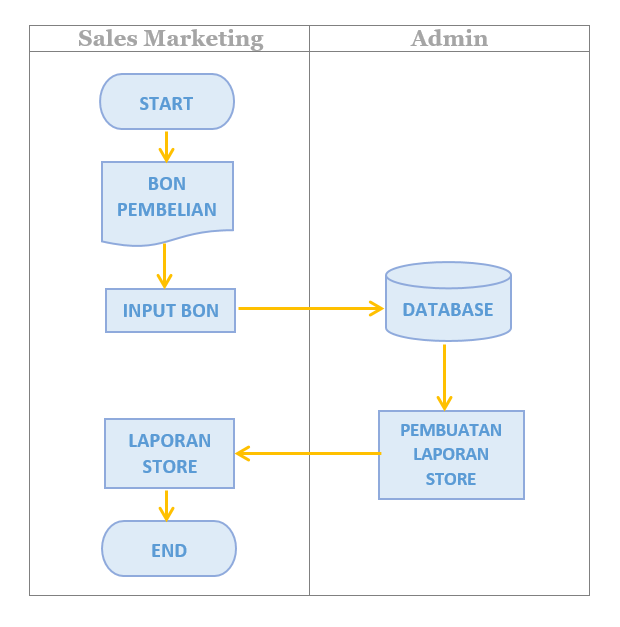 Sales Marketing
Admin
START
BON
PEMBELIAN
INPUT BON
DATABASE
PEMBUATAN
LAPORAN
STORE
LAPORAN
STORE
END